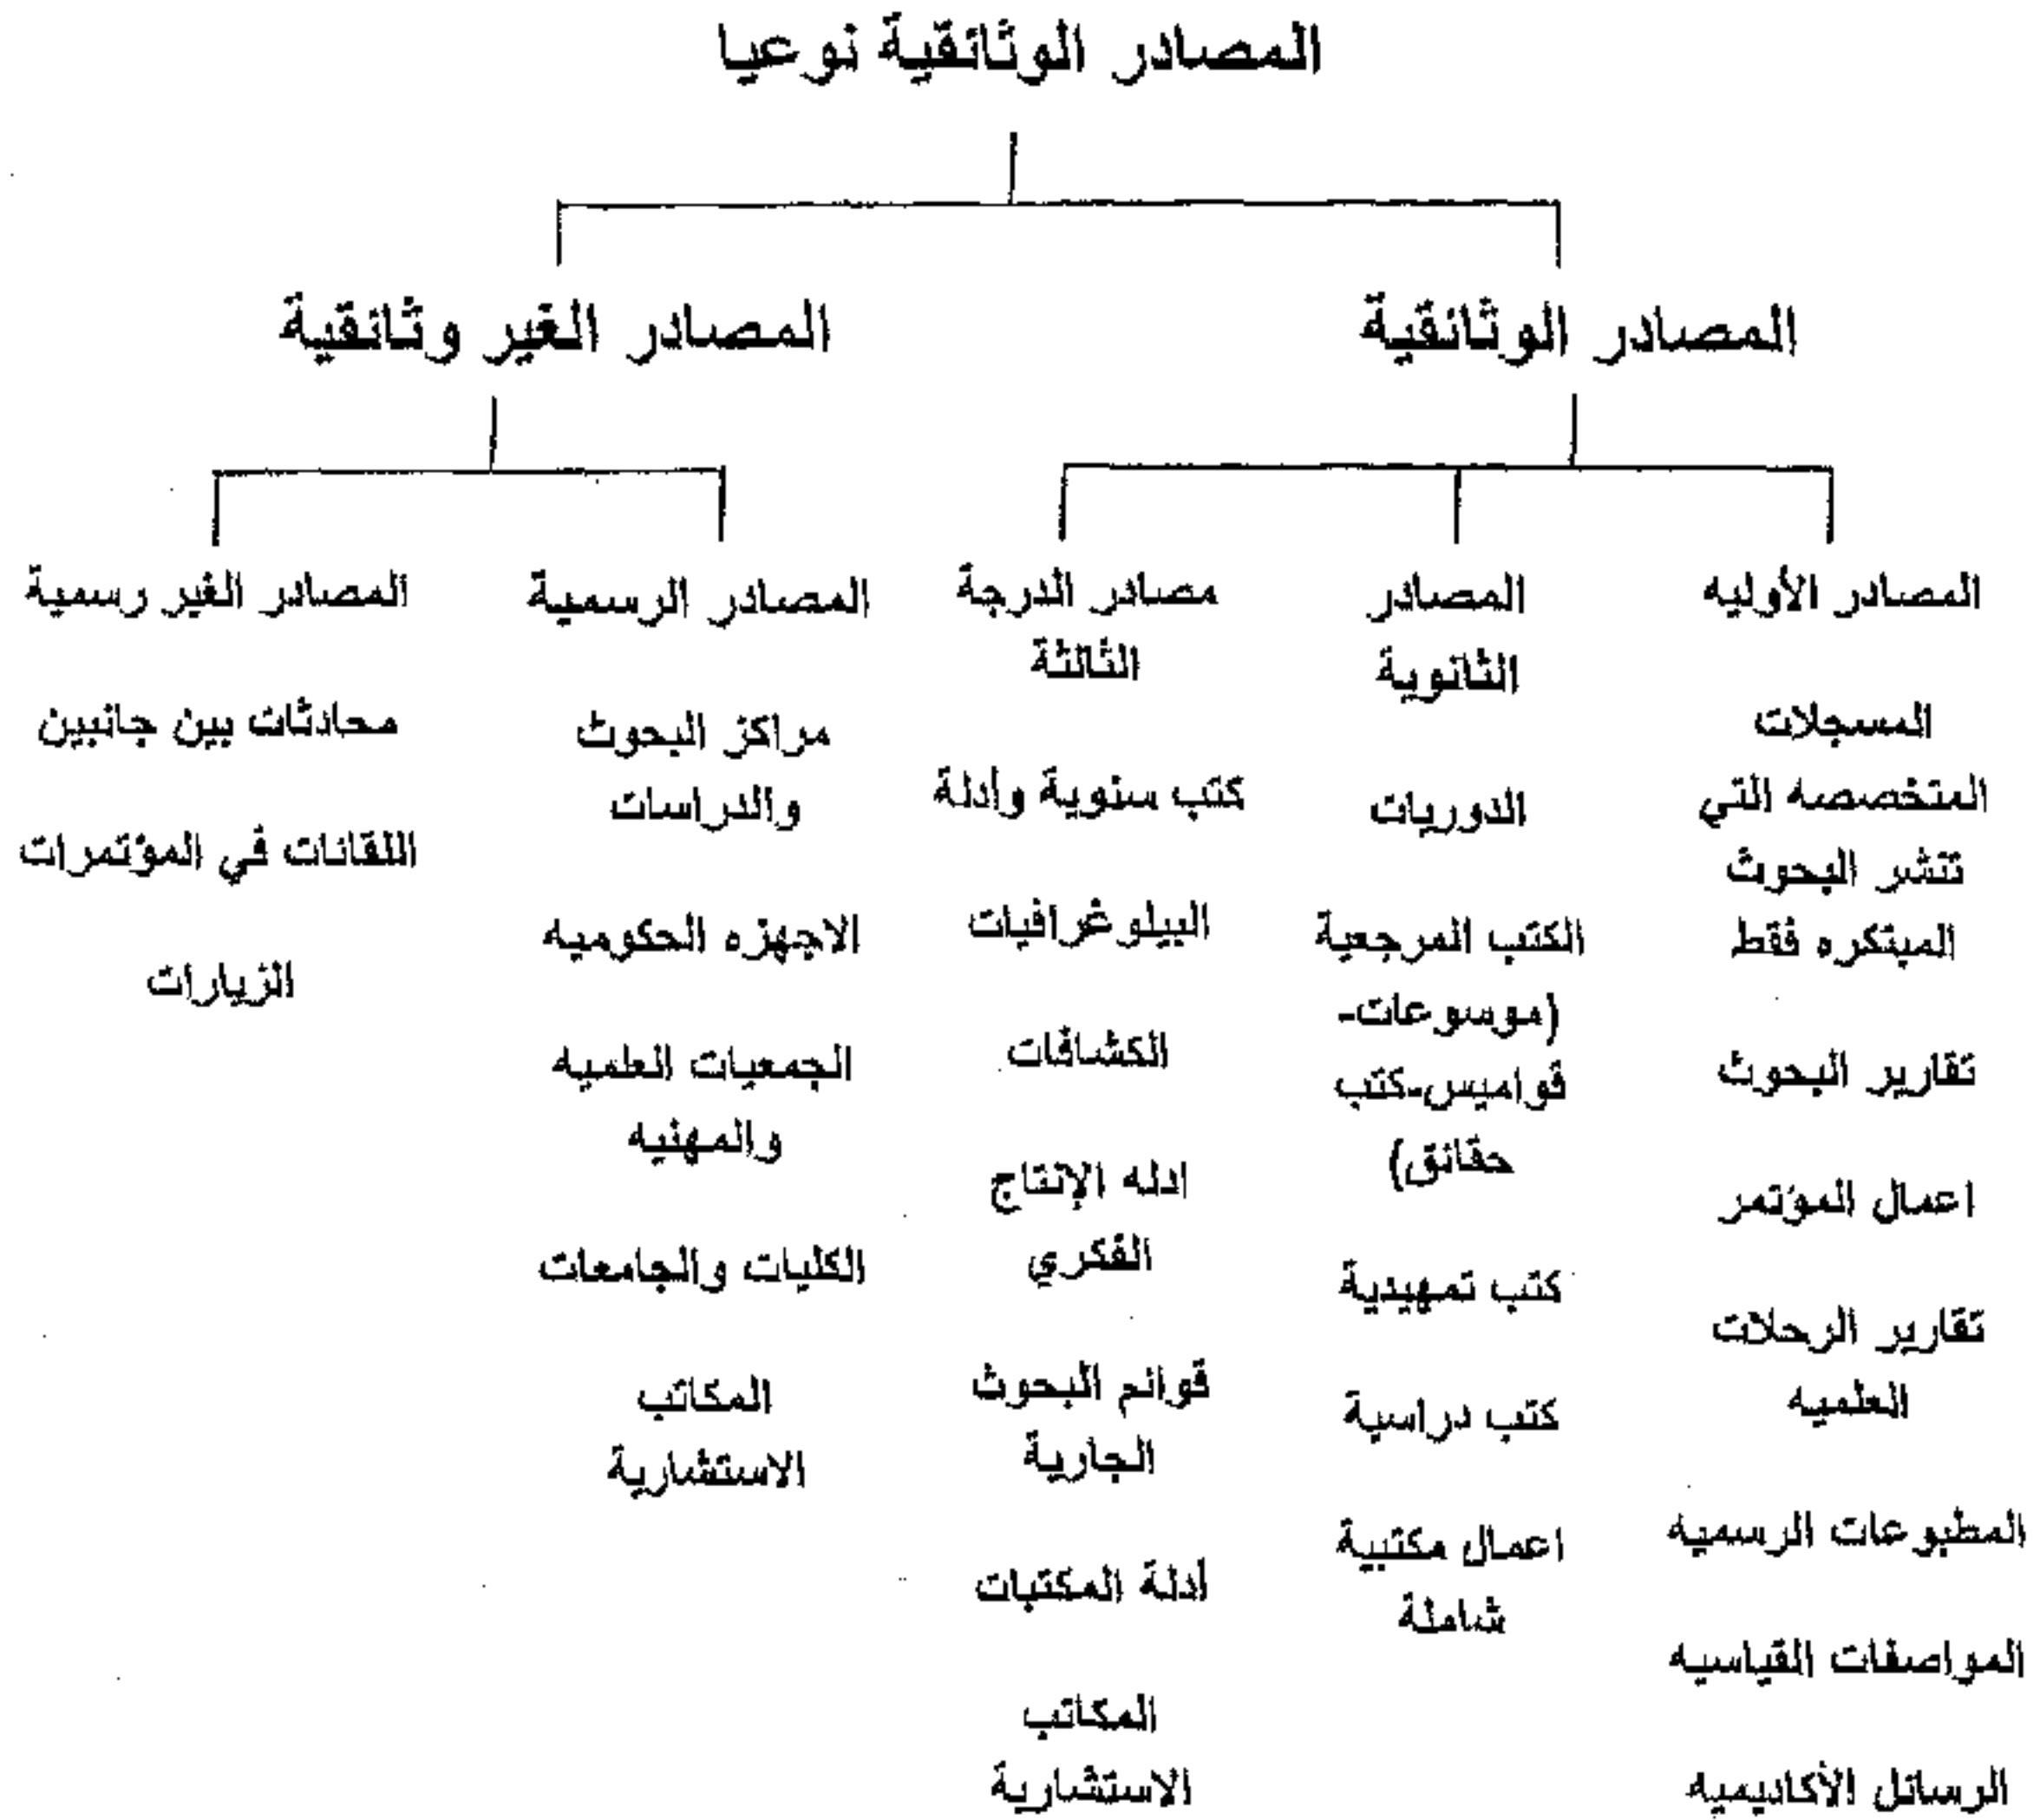 المصادر الوثائقية نوعيا
المصادر الوثائقية
المصادر الغير وثائقية
المصادر الأوليه
المسجلات
المتخصصه التي
تنشر البحوث
المبتكره فقط
تقارير البحوث
اعمال المؤتمر
تقارير الرحلات
العلميه
المطبوعات الرسميه
المواصفات القياسيه
الرسائل الأكاديميه
المصادر
الثانوية
الدوريات
الكتب المرجعية
(موسوعات-
قواميس-كتب
حقائق)
كتب تمهيدية
كتب دراسية
اعمال مكتبية
شاملة
مصادر الدرجة
الثالثة
كتب سنوية وأدلة
البيلوغرافيات
الكشافات
ادله الإنتاج
الفكري
قوائم البحوث
الجارية
أدلة المكتبات
المكاتب
الاستشارية
المصادر الرسمية
مراكز البحوث
والدراسات
الاجهزه الحكوميه
الجمعيات العلميه
والمهنيه
الكليات والجامعات
المكاتب
الاستشارية
المصادر الغير رسمية
محادثات بين جانبين
اللقائات في المؤتمرات
الزيارات